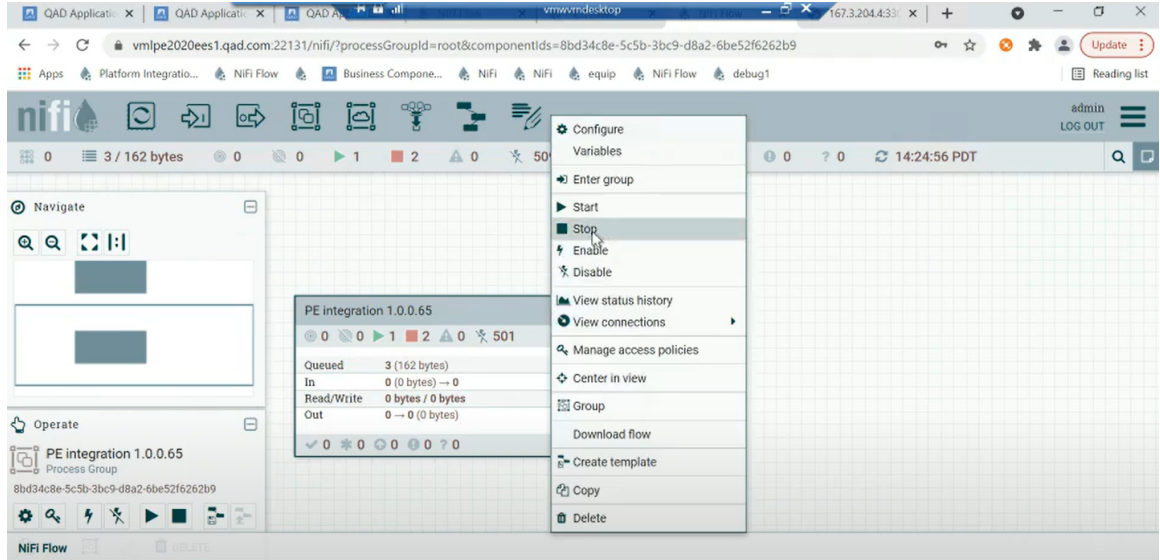 QAD Applicatio
QAD Applicatio
QAD Ap
vmwvmdesktop
167.3.204.4:33
vmlpe2020ees1.qad.com:22131/nifi/?processGroupId=root&componentIds=8bd34c8e-5c5b-3bc9-d8a2-6be52f6262b9
Update
Apps
Platform Integratio...
NiFi Flow
Business Compone...
NiFi
NiFi
equip
NiFi Flow
debug1
Reading list
nifi
admin
LOG OUT
0
3 / 162 bytes
0
0
1
2
0
50
0
? 0
14:24:56 PDT
Navigate
PE integration 1.0.0.65
0 0 1 2 0 501
Queued 3 (162 bytes)
In 0 (0 bytes) → 0
Read/Write 0 bytes / 0 bytes
Out 0 → 0 (0 bytes)
0 0 0 0 ? 0
Operate
PE integration 1.0.0.65
Process Group
8bd34c8e-5c5b-3bc9-d8a2-6be52f6262b9
DELETE
NiFi Flow
Configure
Variables
Enter group
Start
Stop
Enable
Disable
View status history
View connections
Manage access policies
Center in view
Group
Download flow
Create template
Copy
Delete